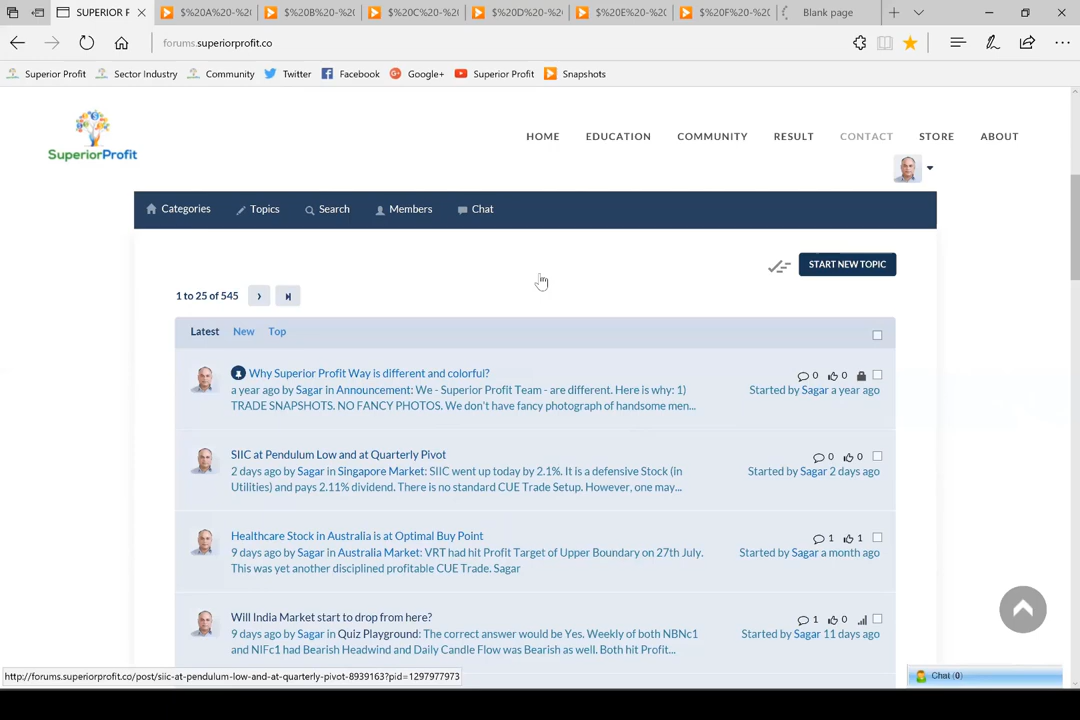 SUPERIOR P
$%20A%20-%
$%20B%20-%
$%20C%20-%
$%20D%20-%
$%20E%20-%
$%20F%20-%
Blank page
forums.superiorprofit.co
Superior Profit
Sector Industry
Community
Twitter
Facebook
Google+
Superior Profit
Snapshots
SuperiorProfit
HOME
EDUCATION
COMMUNITY
RESULT
CONTACT
STORE
ABOUT
Categories
Topics
Search
Members
Chat
START NEW TOPIC
1 to 25 of 545
Latest New Top
Why Superior Profit Way is different and colorful?
a year ago by Sagar in Announcement: We - Superior Profit Team - are different. Here is why: 1)
TRADE SNAPSHOTS. NO FANCY PHOTOS. We don't have fancy photograph of handsome men...
0 0
Started by Sagar a year ago
SIIC at Pendulum Low and at Quarterly Pivot
2 days ago by Sagar in Singapore Market: SIIC went up today by 2.1%. It is a defensive Stock (in
Utilities) and pays 2.11% dividend. There is no standard CUE Trade Setup. However, one may...
0 0
Started by Sagar 2 days ago
Healthcare Stock in Australia is at Optimal Buy Point
9 days ago by Sagar in Australia Market: VRT had hit Profit Target of Upper Boundary on 27th July.
This was yet another disciplined profitable CUE Trade. Sagar
1 1
Started by Sagar a month ago
Will India Market start to drop from here?
9 days ago by Sagar in Quiz Playground: The correct answer would be Yes. Weekly of both NBNc1
and NIFc1 had Bearish Headwind and Daily Candle Flow was Bearish as well. Both hit Profit...
1 0
Started by Sagar 11 days ago
http://forums.superiorprofit.co/post/siic-at-pendulum-low-and-at-quarterly-pivot-8939163?pid=1297977973
Chat (0)